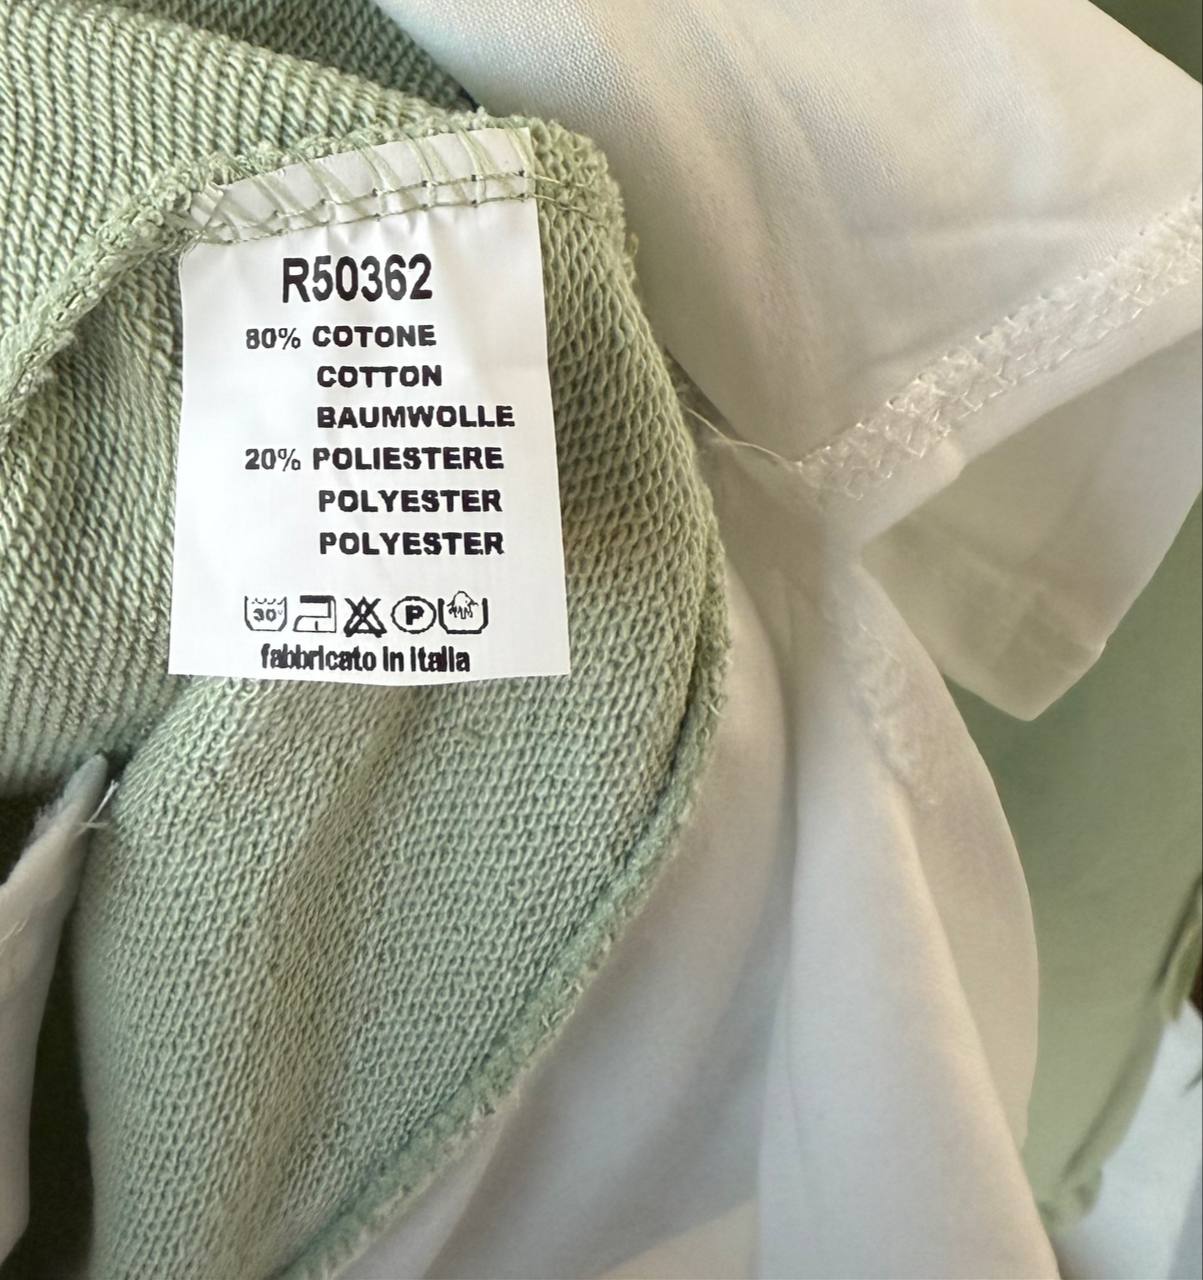 R50362
80% COTONE
COTTON
BAUMWOLLE
20% POLIESTERE
POLYESTER
POLYESTER
30° P
fabbricato in italia